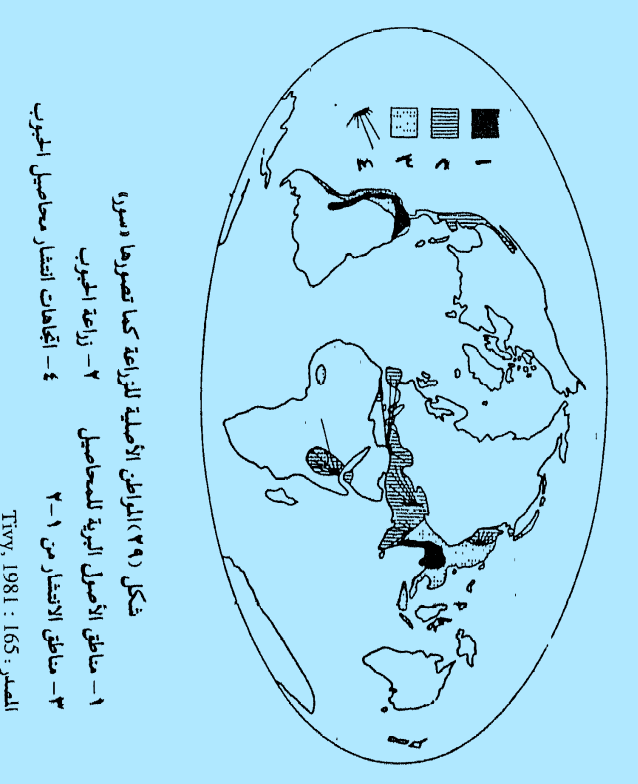 ١
٢
٣
٤
شكل (٢٩) المواطن الأصلية للزراعة كما تصورها «سور»
١- مناطق الأصول البرية للمحاصيل ٢- زراعة الحبوب
٣- مناطق الانتشار من ١-٢ ٤- اتجاهات انتشار محاصيل الحبوب
المصدر: Tivy, 1981 : 165